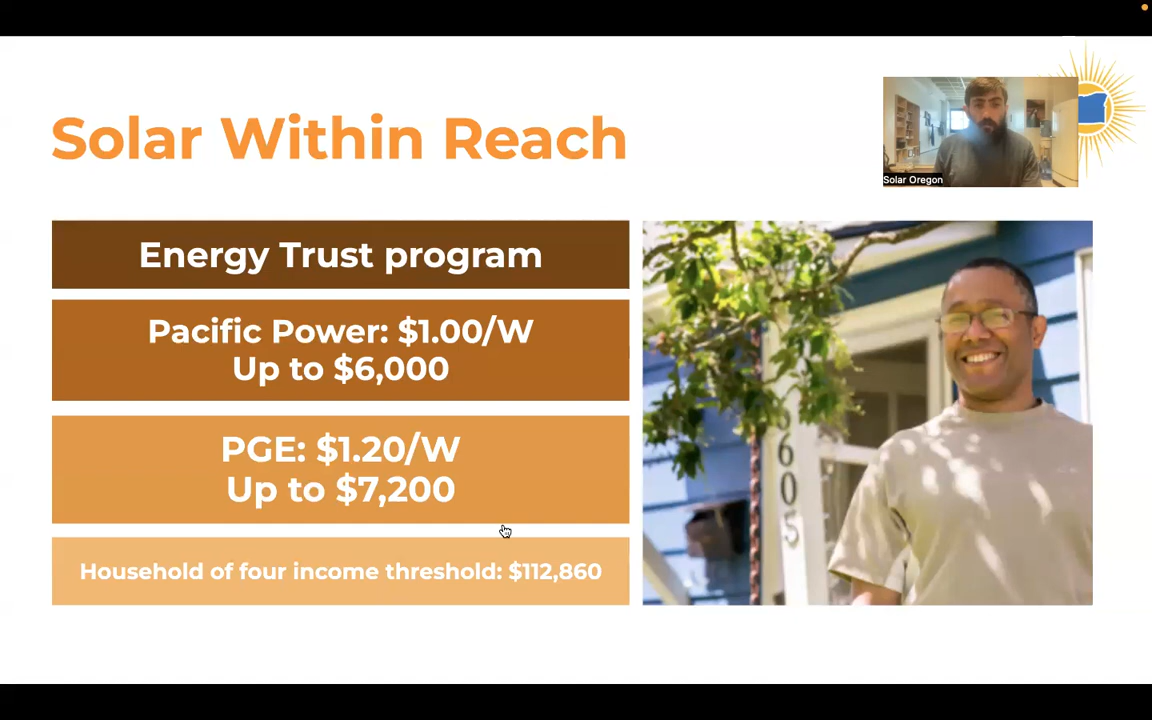 Solar Within Reach
Solar Oregon
Energy Trust program
Pacific Power: $1.00/W
Up to $6,000
PGE: $1.20/W
Up to $7,200
Household of four income threshold: $112,860
6605